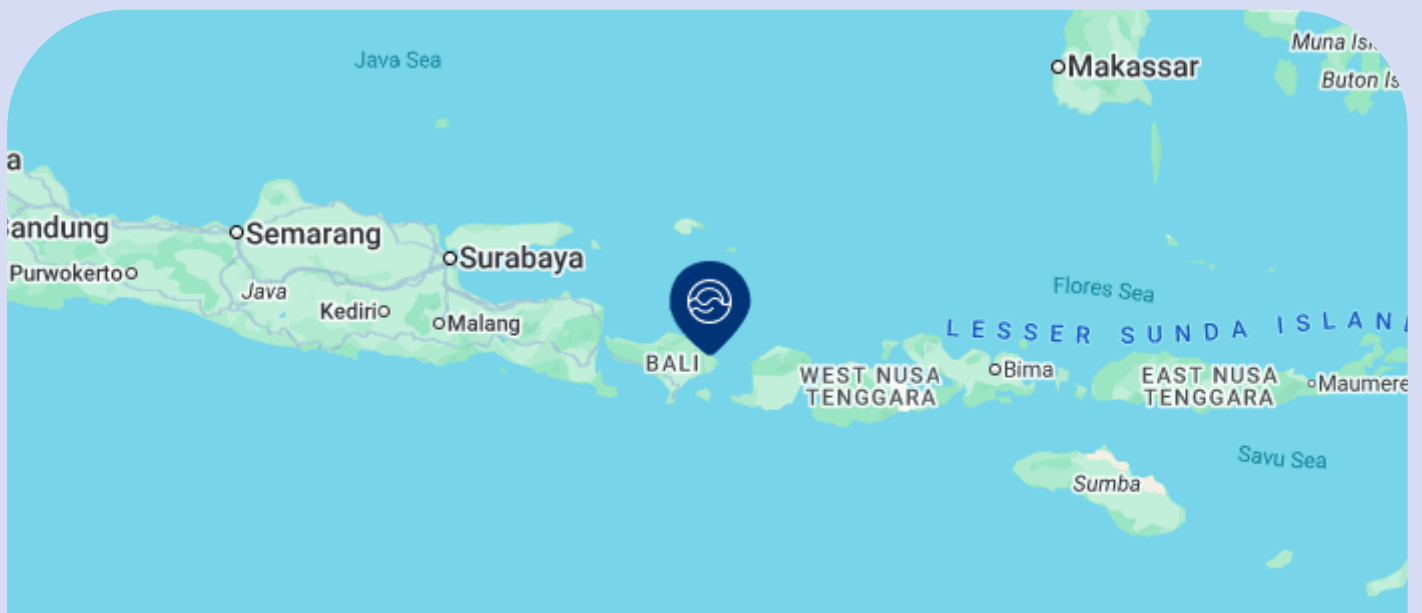 Java Sea
Makassar
Muna Is
Buton Is
a
andung
Semarang
Surabaya
Purwokerto
Java
Kediri
Malang
BALI
Flores Sea
LESSER SUNDA ISLAN
WEST NUSA
TENGGARA
Bima
EAST NUSA
TENGGARA
Maumere
Savu Sea
Sumba